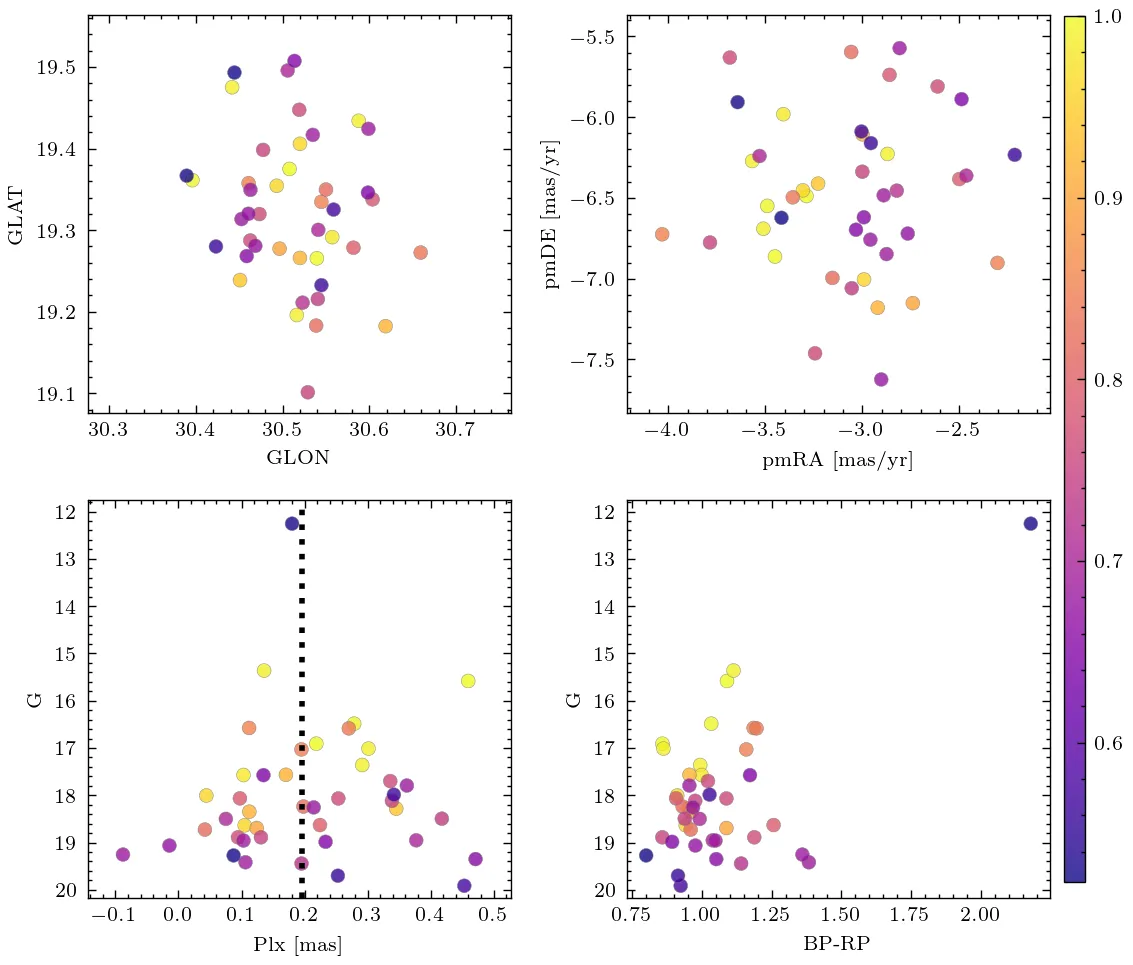 19.5
19.4
19.3
19.2
19.1
GLAT
30.3 30.4 30.5 30.6 30.7
GLON
−5.5
−6.0
−6.5
−7.0
−7.5
pmDE [mas/yr]
−4.0 −3.5 −3.0 −2.5
pmRA [mas/yr]
1.0
0.9
0.8
0.7
0.6
12
13
14
15
16
17
18
19
20
G
−0.1 0.0 0.1 0.2 0.3 0.4 0.5
Plx [mas]
12
13
14
15
16
17
18
19
20
G
0.75 1.00 1.25 1.50 1.75 2.00
BP-RP